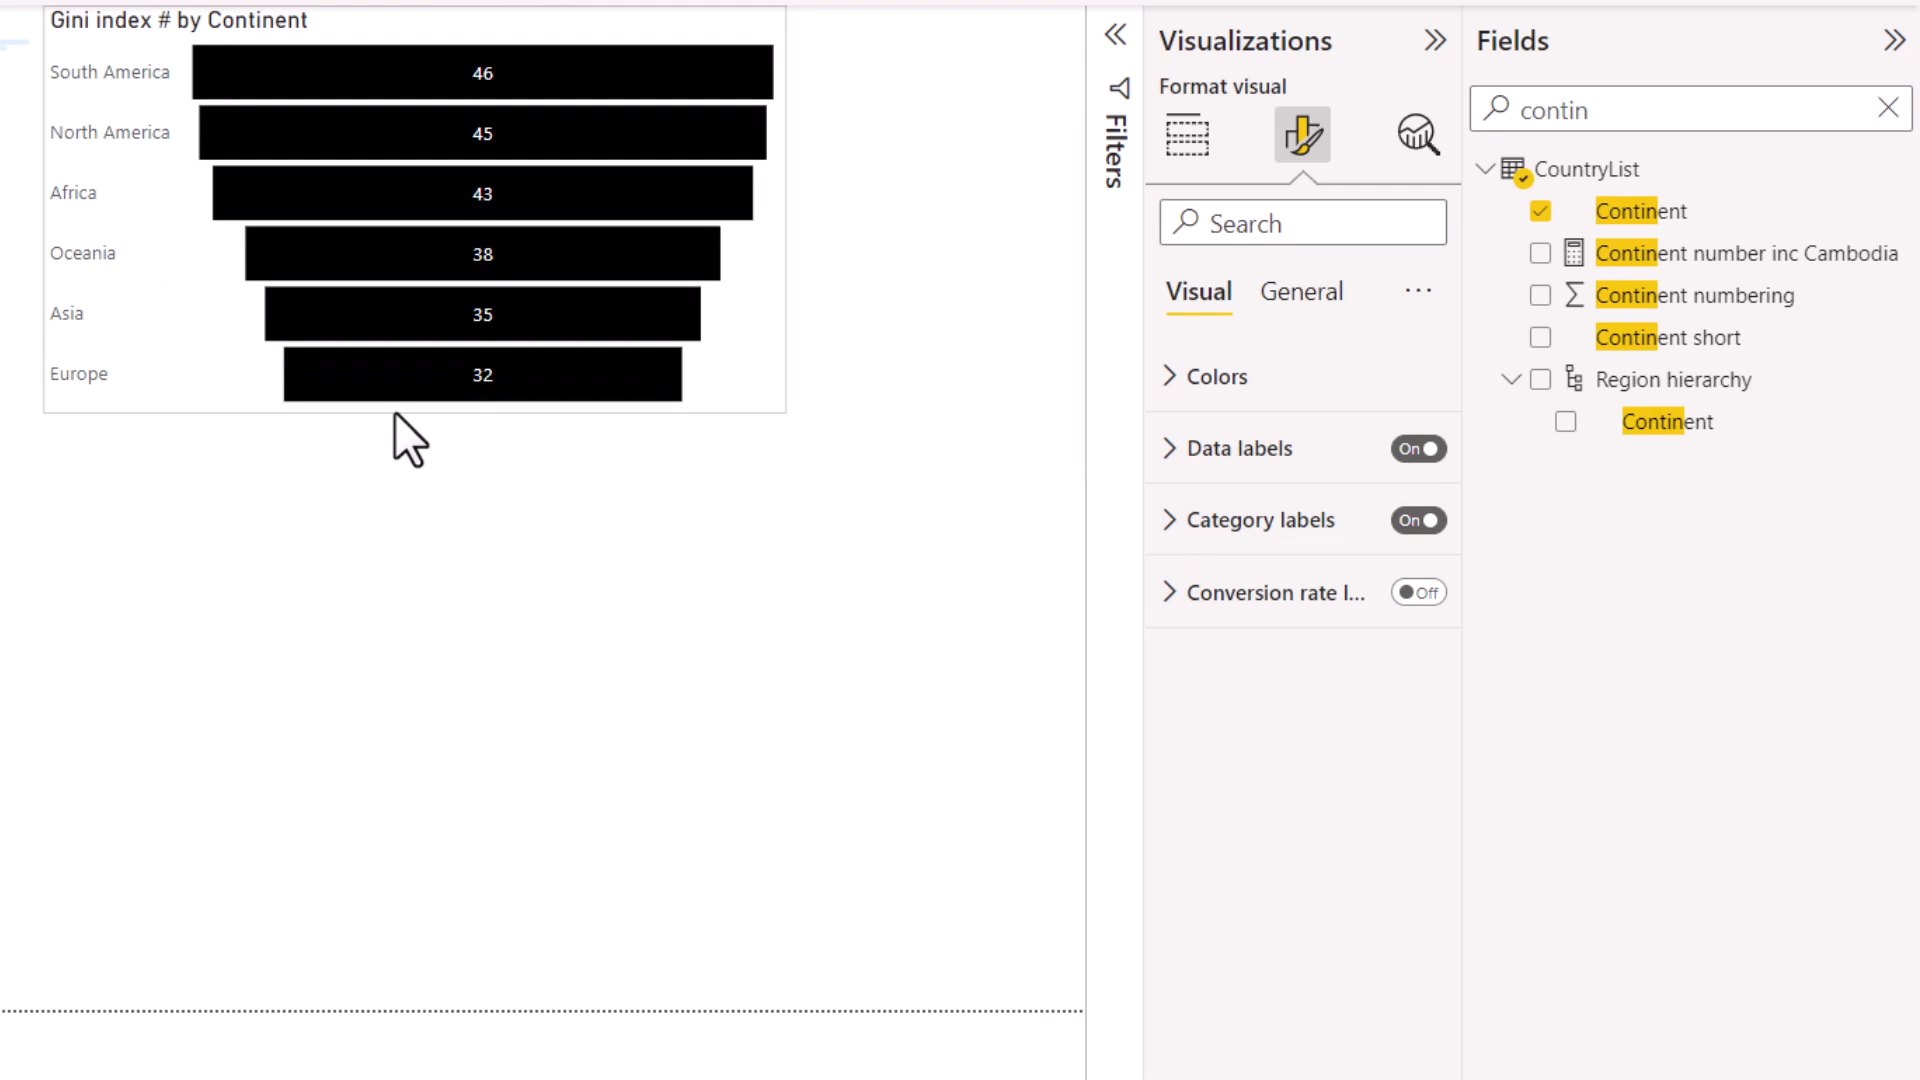 Gini index # by Continent
South America 46
North America 45
Africa 43
Oceania 38
Asia 35
Europe 32
Filters
Visualizations
Format visual
Search
Visual General ...
Colors
Data labels On
Category labels On
Conversion rate l... Off
Fields
contin
CountryList
Continent
Continent number inc Cambodia
Continent numbering
Continent short
Region hierarchy
Continent